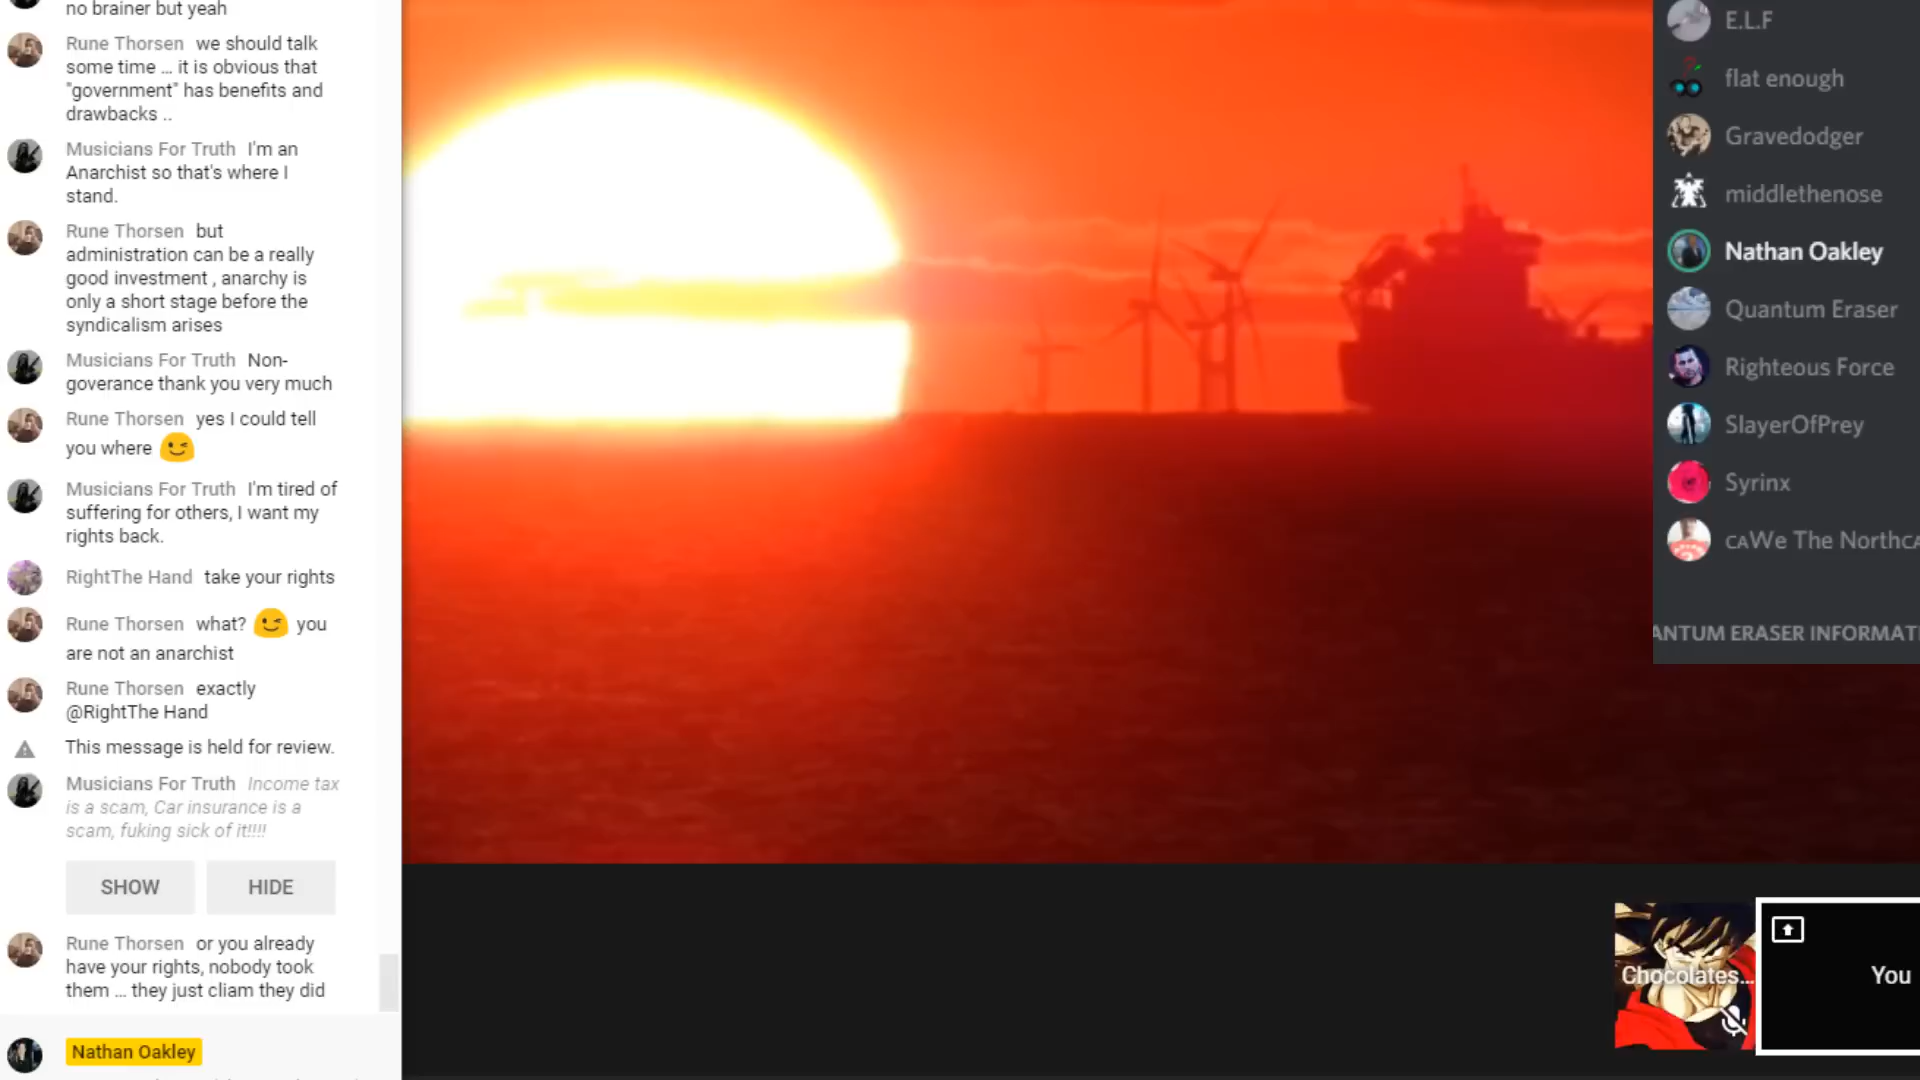 no brainer but yeah
Rune Thorsen we should talk
some time ... it is obvious that
"government" has benefits and
drawbacks ..
Musicians For Truth I'm an
Anarchist so that's where I
stand.
Rune Thorsen but
administration can be a really
good investment , anarchy is
only a short stage before the
syndicalism arises
Musicians For Truth Non-
goverance thank you very much
Rune Thorsen yes I could tell
you where 😉
Musicians For Truth I'm tired of
suffering for others, I want my
rights back.
RightThe Hand take your rights
Rune Thorsen what? 😉 you
are not an anarchist
Rune Thorsen exactly
@RightThe Hand
This message is held for review.
Musicians For Truth Income tax
is a scam, Car insurance is a
scam, fuking sick of it!!!!
SHOW HIDE
Rune Thorsen or you already
have your rights, nobody took
them ... they just cliam they did
Nathan Oakley
E.L.F
flat enough
Gravedodger
middlethenose
Nathan Oakley
Quantum Eraser
Righteous Force
SlayerOfPrey
Syrinx
ᴄᴀWe The Northᴄᴀ
ANTUM ERASER INFORMATI
Chocolates...
You